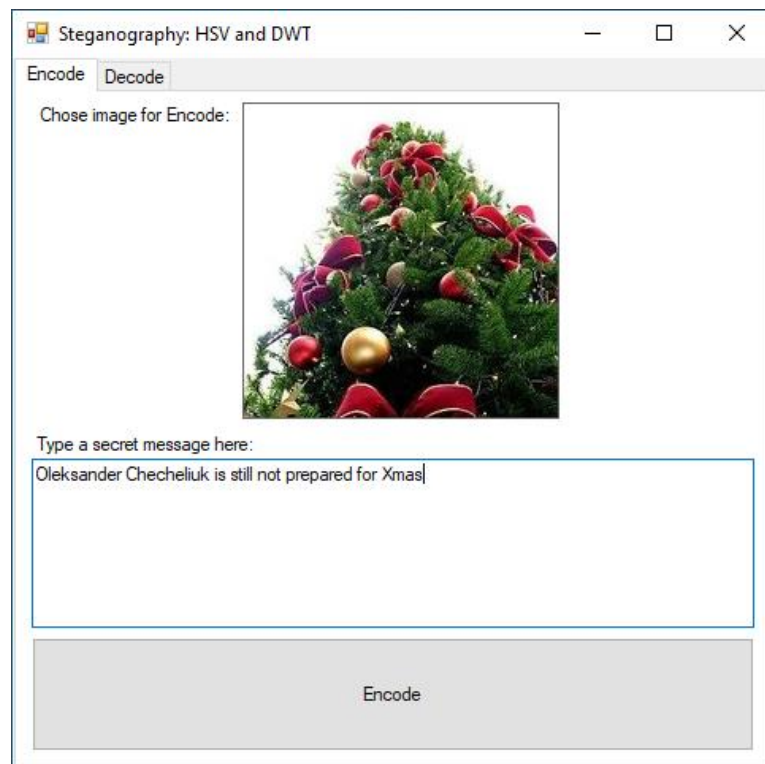 Steganography: HSV and DWT
Encode Decode
Chose image for Encode:
Type a secret message here:
Oleksander Checheliuk is still not prepared for Xmas
Encode